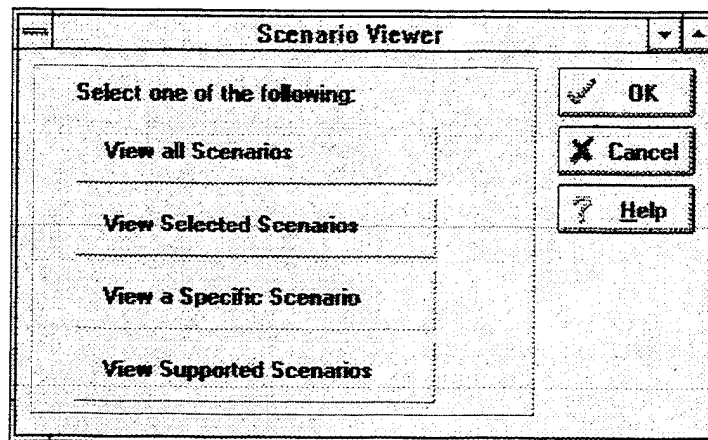 Scenario Viewer
Select one of the following:
View all Scenarios
View Selected Scenarios
View a Specific Scenario
View Supported Scenarios
OK
Cancel
Help